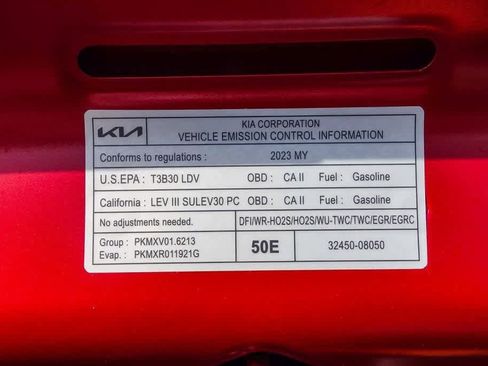 KIA
KIA CORPORATION
VEHICLE EMISSION CONTROL INFORMATION
Conforms to regulations : 2023 MY
U.S.EPA : T3B30 LDV OBD : CA II Fuel : Gasoline
California : LEV III SULEV30 PC OBD : CA II Fuel : Gasoline
No adjustments needed. DFI/WR-HO2S/HO2S/WU-TWC/TWC/EGR/EGRC
Group : PKMXV01.6213
Evap. : PKMXR011921G
50E
32450-08050